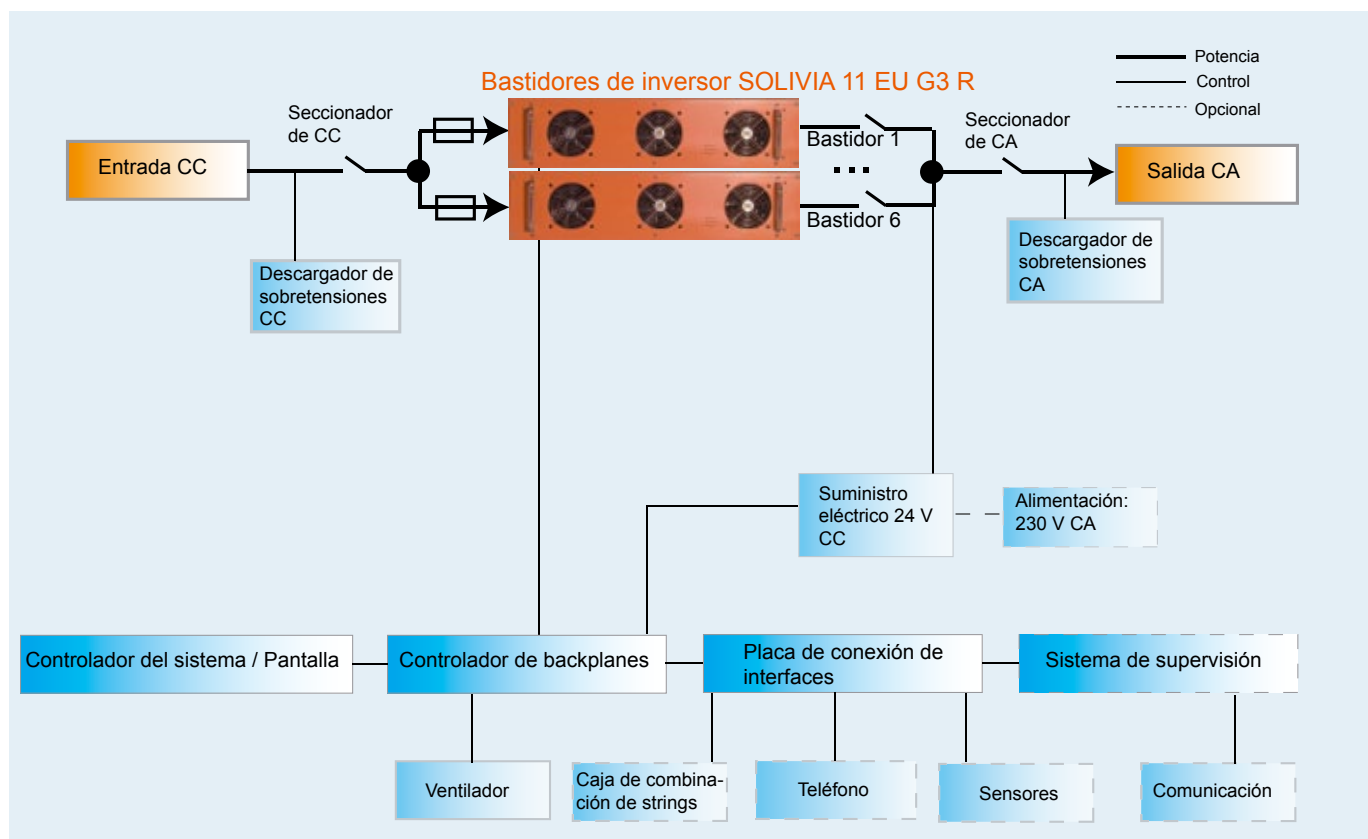 Potencia
Control
Opcional
Bastidores de inversor SOLIVIA 11 EU G3 R
Seccionador
de CC
Entrada CC
Bastidor 1
...
Bastidor 6
Seccionador
de CA
Salida CA
Descargador de
sobretensiones
CC
Descargador de
sobretensiones
CA
Suministro
eléctrico 24 V
CC
Alimentación:
230 V CA
Controlador del sistema / Pantalla
Controlador de backplanes
Placa de conexión de
interfaces
Sistema de supervisión
Ventilador
Caja de combina-
ción de strings
Teléfono
Sensores
Comunicación